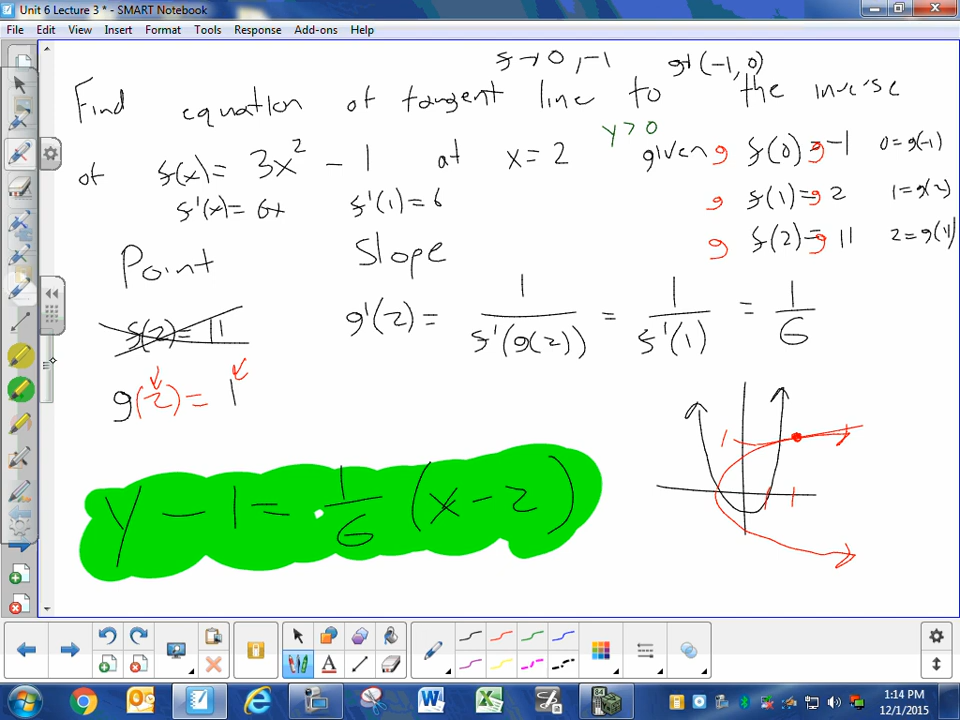 Unit 6 Lecture 3 * - SMART Notebook
File Edit View Insert Format Tools Response Add-ons Help
f → 0, -1 g→(-1, 0)
Find equation of tangent line to the inverse
y > 0
of f(x) = 3x² - 1 at x = 2 given g f(0) = g -1 0 = g(-1)
f'(x) = 6x f'(1) = 6 g f(1) = g 2 1 = g(2)
g f(2) = g 11 2 = g(11)
Point Slope
f(2) = 11 g'(2) = 1/f'(g(2)) = 1/f'(1) = 1/6
g(2) = 1
1
1
y - 1 = 1/6 (x - 2)
1:14 PM
12/1/2015